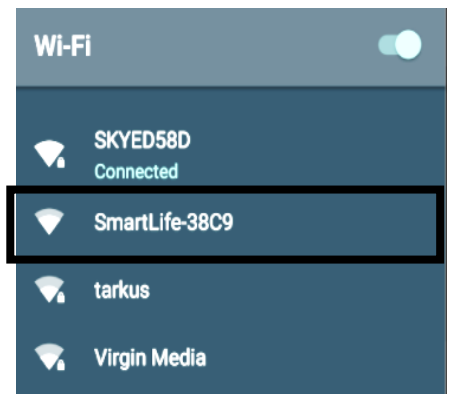 Wi-Fi
SKYED58D
Connected
SmartLife-38C9
tarkus
Virgin Media